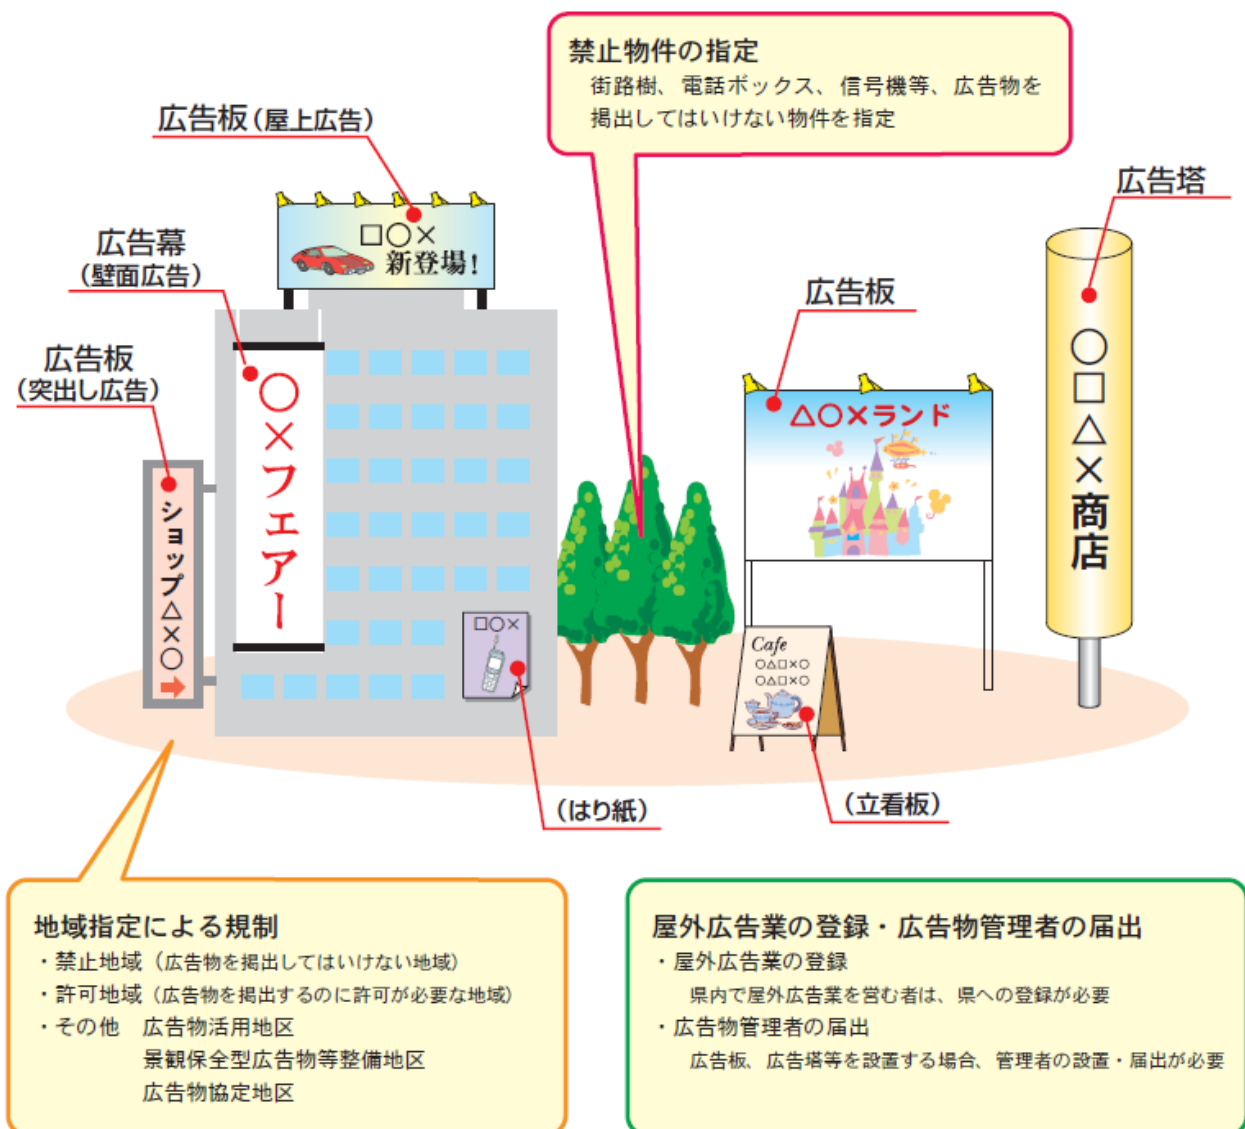 禁止物件の指定
街路樹、電話ボックス、信号機等、広告物を
掲出してはいけない物件を指定
広告板(屋上広告)
広告塔
□○×
新登場!
広告幕
(壁面広告)
広告板
広告板
(突出し広告)
○×フェアー
△○×ランド
○□△×商店
ショップ△×○
□○×
Cafe
○△□×○
○△□×○
(はり紙)
(立看板)
地域指定による規制
・禁止地域(広告物を掲出してはいけない地域)
・許可地域(広告物を掲出するのに許可が必要な地域)
・その他 広告物活用地区
景観保全型広告物等整備地区
広告物協定地区
屋外広告業の登録・広告物管理者の届出
・屋外広告業の登録
県内で屋外広告業を営む者は、県への登録が必要
・広告物管理者の届出
広告板、広告塔等を設置する場合、管理者の設置・届出が必要